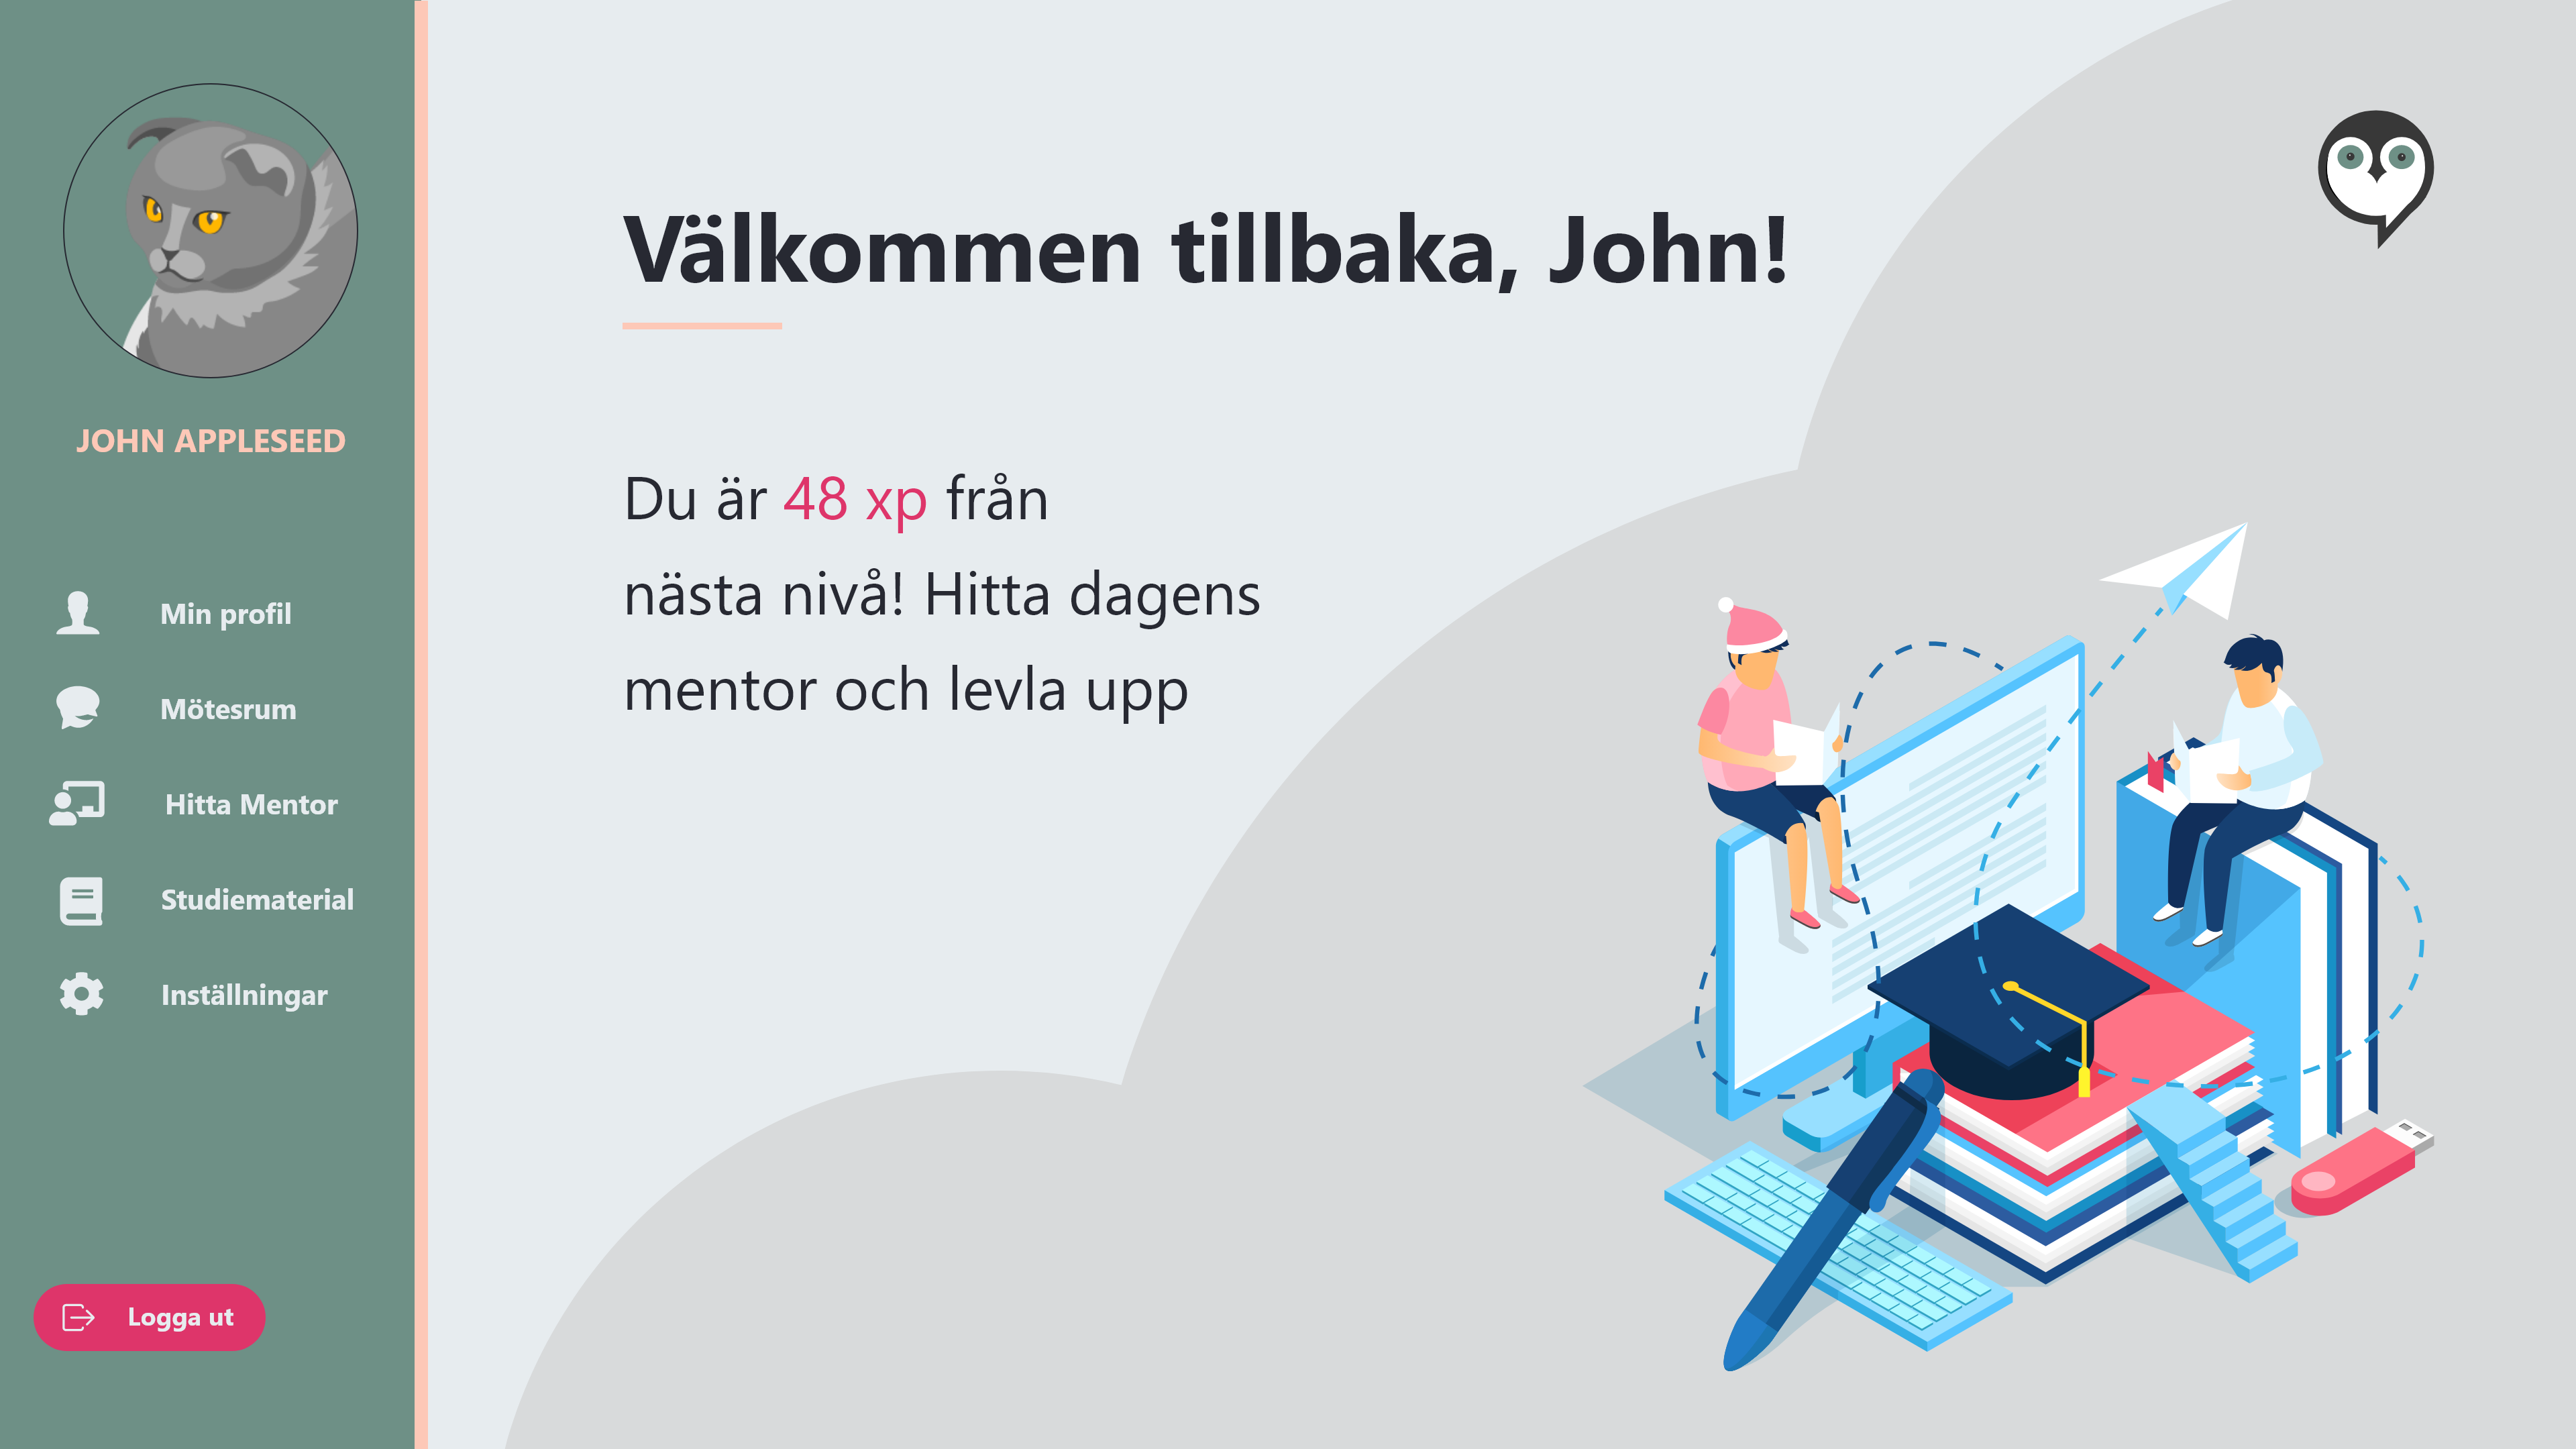 JOHN APPLESEED
Min profil
Mötesrum
Hitta Mentor
Studiematerial
Inställningar
Logga ut
Välkommen tillbaka, John!
Du är 48 xp från
nästa nivå! Hitta dagens
mentor och levla upp